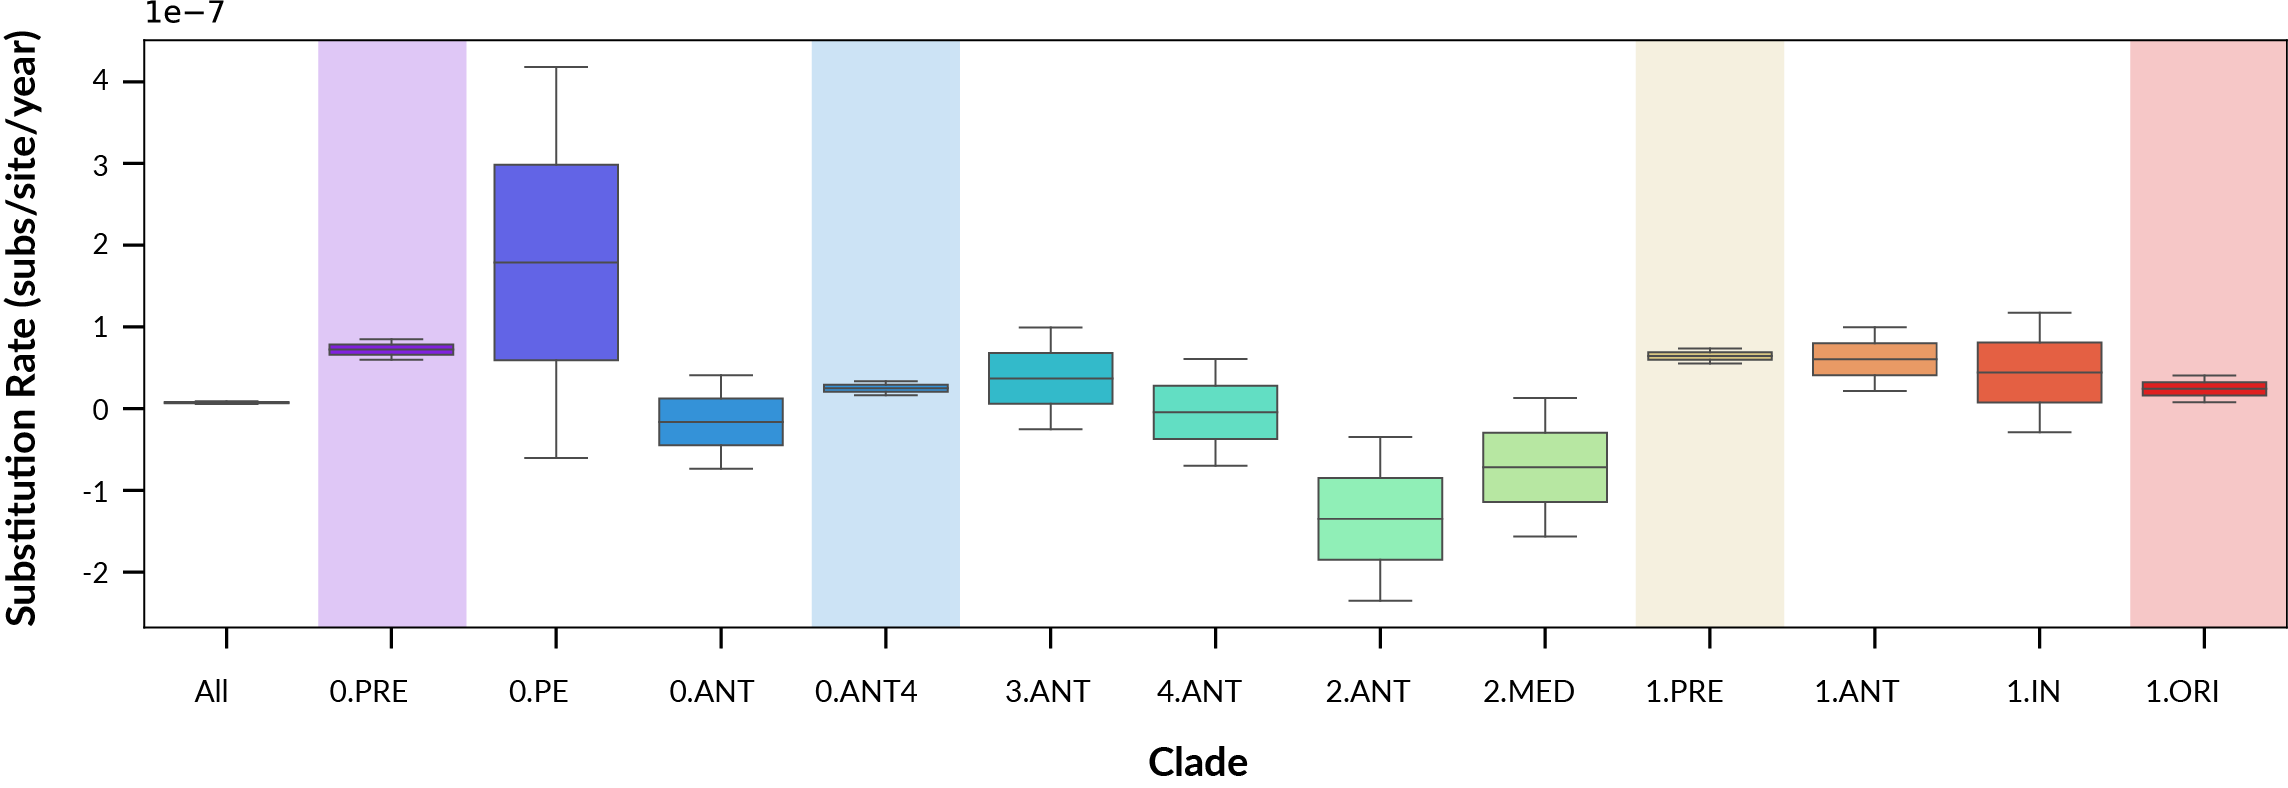 1e−7
Substitution Rate (subs/site/year)
4
3
2
1
0
-1
-2
All 0.PRE 0.PE 0.ANT 0.ANT4 3.ANT 4.ANT 2.ANT 2.MED 1.PRE 1.ANT 1.IN 1.ORI
Clade